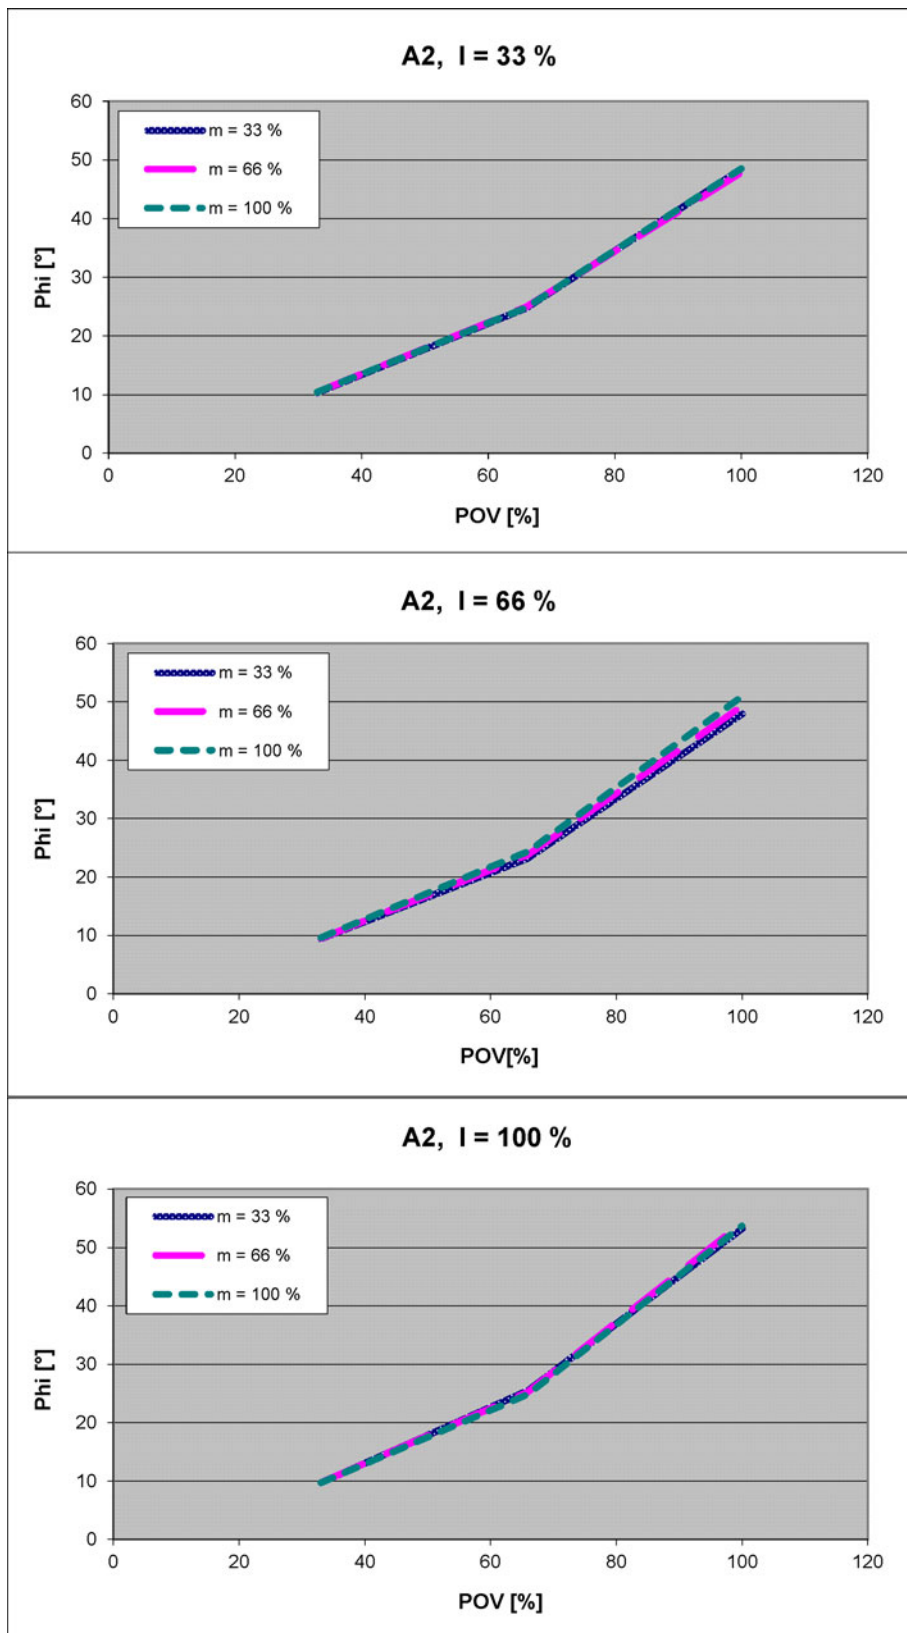 A2, l = 33 %
60
50
40
30
20
10
0
m = 33 %
m = 66 %
m = 100 %
Phi [°]
0 20 40 60 80 100 120
POV [%]
A2, l = 66 %
60
50
40
30
20
10
0
m = 33 %
m = 66 %
m = 100 %
Phi [°]
0 20 40 60 80 100 120
POV[%]
A2, l = 100 %
60
50
40
30
20
10
0
m = 33 %
m = 66 %
m = 100 %
Phi [°]
0 20 40 60 80 100 120
POV [%]